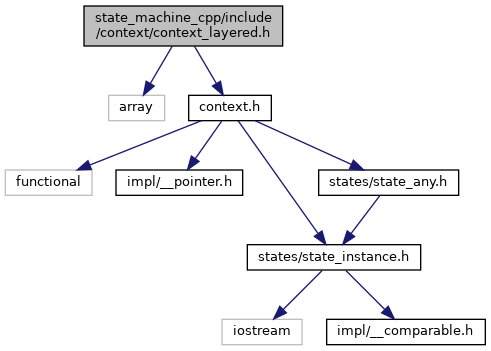 state_machine_cpp/include
/context/context_layered.h
array
context.h
functional
impl/__pointer.h
states/state_any.h
states/state_instance.h
iostream
impl/__comparable.h